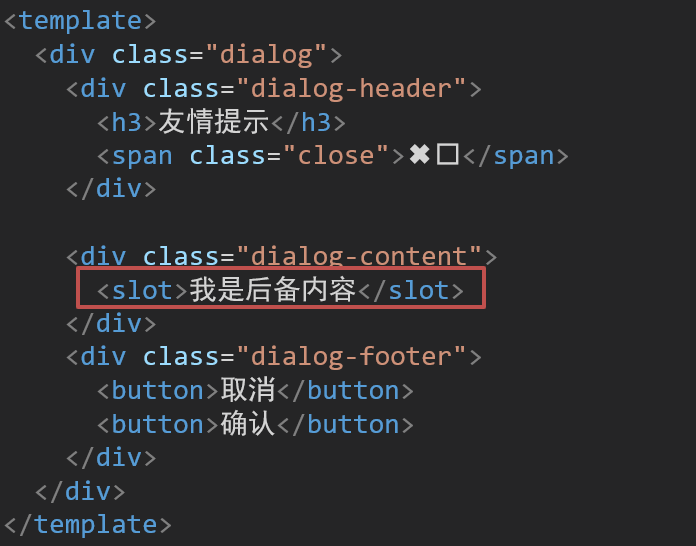 <template>
  <div class="dialog">
    <div class="dialog-header">
      <h3>友情提示</h3>
      <span class="close">✖□</span>
    </div>

    <div class="dialog-content">
      <slot>我是后备内容</slot>
    </div>
    <div class="dialog-footer">
      <button>取消</button>
      <button>确认</button>
    </div>
  </div>
</template>